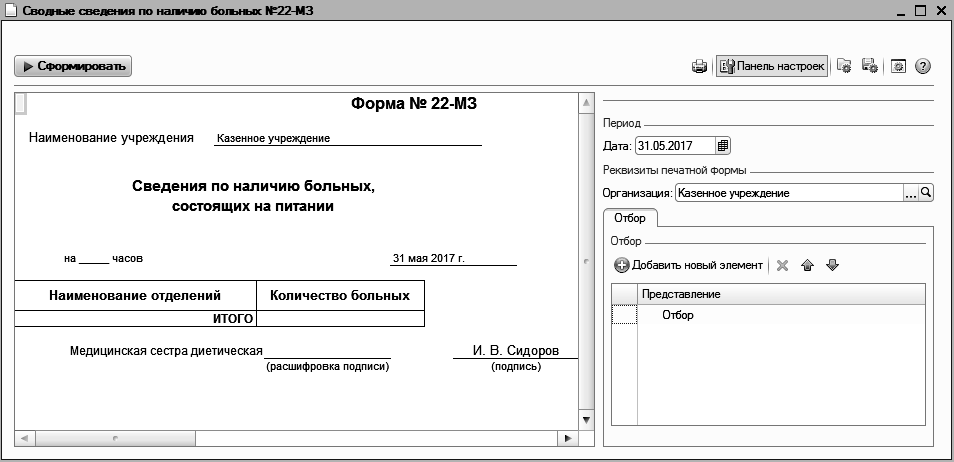 Сводные сведения по наличию больных №22-МЗ
Сформировать
Панель настроек
Форма № 22-МЗ
Наименование учреждения Казенное учреждение
Сведения по наличию больных,
состоящих на питании
на _____ часов 31 мая 2017 г.
Наименование отделений Количество больных
ИТОГО
Медицинская сестра диетическая И. В. Сидоров
(расшифровка подписи) (подпись)
Период
Дата: 31.05.2017
Реквизиты печатной формы
Организация: Казенное учреждение ...
Отбор
Отбор
Добавить новый элемент
Представление
Отбор